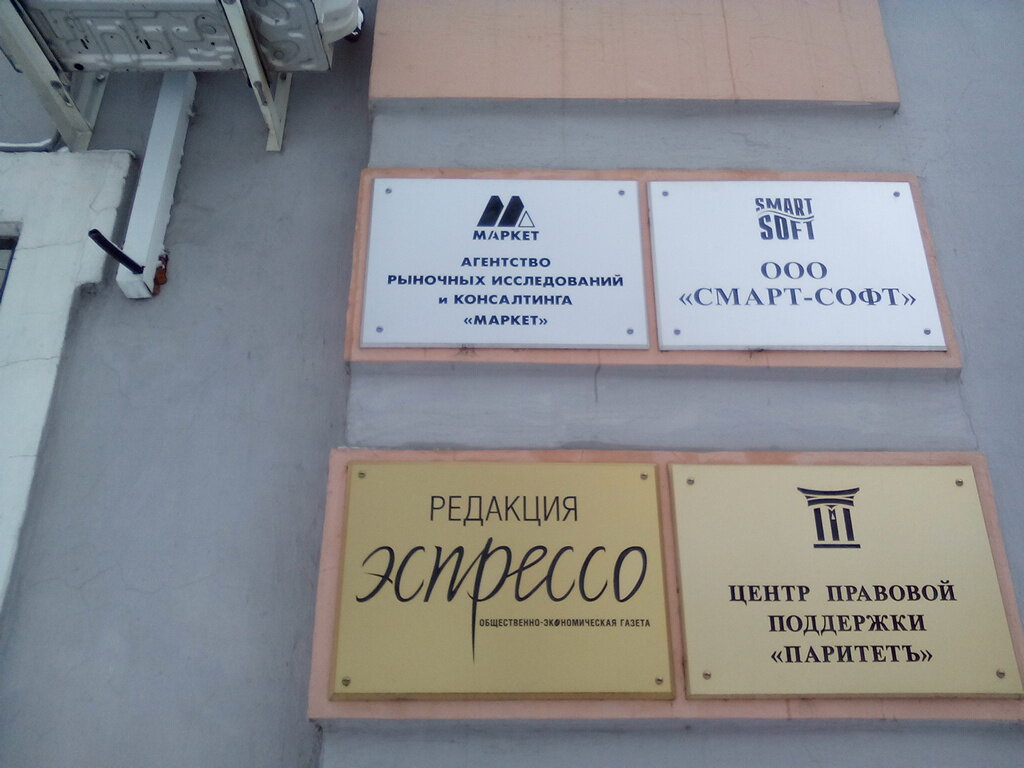 МАРКЕТ
АГЕНТСТВО
РЫНОЧНЫХ ИССЛЕДОВАНИЙ
и КОНСАЛТИНГА
«МАРКЕТ»
SMART
SOFT
ООО
«СМАРТ-СОФТ»
РЕДАКЦИЯ
эспрессо
ОБЩЕСТВЕННО-ЭКОНОМИЧЕСКАЯ ГАЗЕТА
ЦЕНТР ПРАВОВОЙ
ПОДДЕРЖКИ
«ПАРИТЕТЪ»